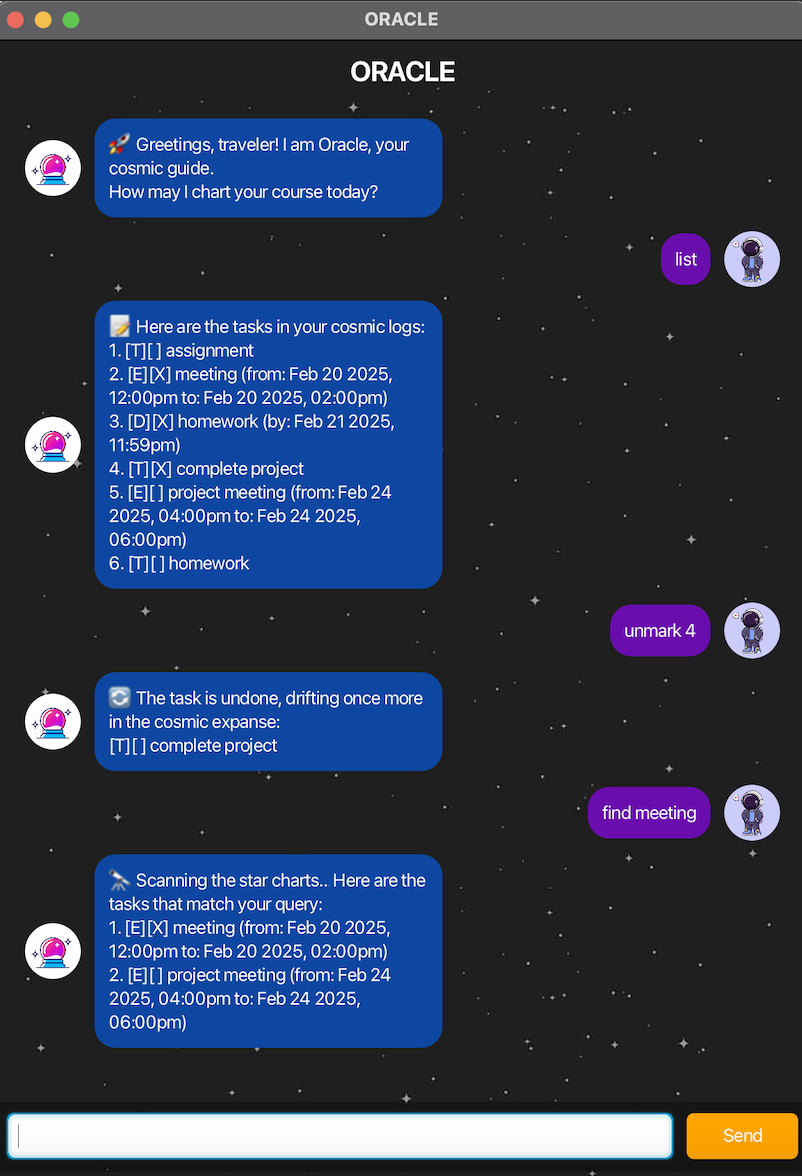 ORACLE
ORACLE
🚀 Greetings, traveler! I am Oracle, your
cosmic guide.
How may I chart your course today?
list
📝 Here are the tasks in your cosmic logs:
1. [T][ ] assignment
2. [E][X] meeting (from: Feb 20 2025,
12:00pm to: Feb 20 2025, 02:00pm)
3. [D][X] homework (by: Feb 21 2025,
11:59pm)
4. [T][X] complete project
5. [E][ ] project meeting (from: Feb 24
2025, 04:00pm to: Feb 24 2025,
06:00pm)
6. [T][ ] homework
unmark 4
🔄 The task is undone, drifting once more
in the cosmic expanse:
[T][ ] complete project
find meeting
🔭 Scanning the star charts.. Here are the
tasks that match your query:
1. [E][X] meeting (from: Feb 20 2025,
12:00pm to: Feb 20 2025, 02:00pm)
2. [E][ ] project meeting (from: Feb 24
2025, 04:00pm to: Feb 24 2025,
06:00pm)
Send